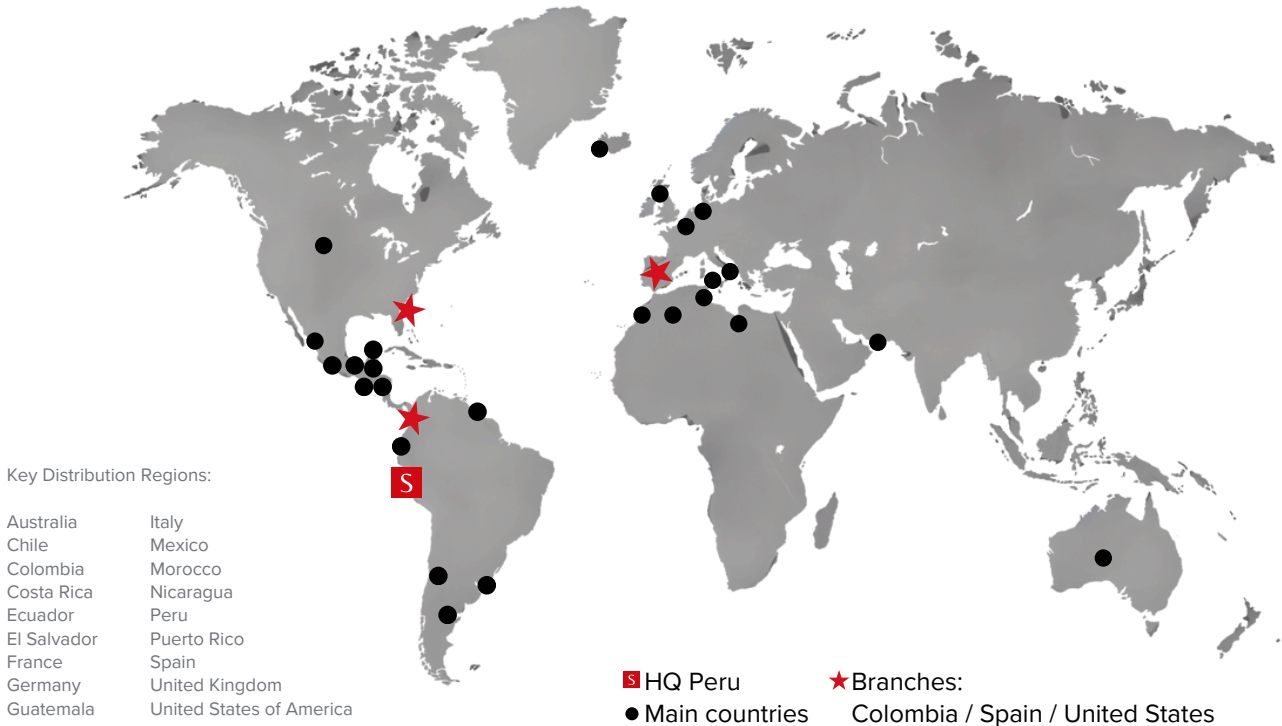 S
Key Distribution Regions:
Australia
Chile
Colombia
Costa Rica
Ecuador
El Salvador
France
Germany
Guatemala
Italy
Mexico
Morocco
Nicaragua
Peru
Puerto Rico
Spain
United Kingdom
United States of America
S HQ Peru
Main countries
Branches:
Colombia / Spain / United States